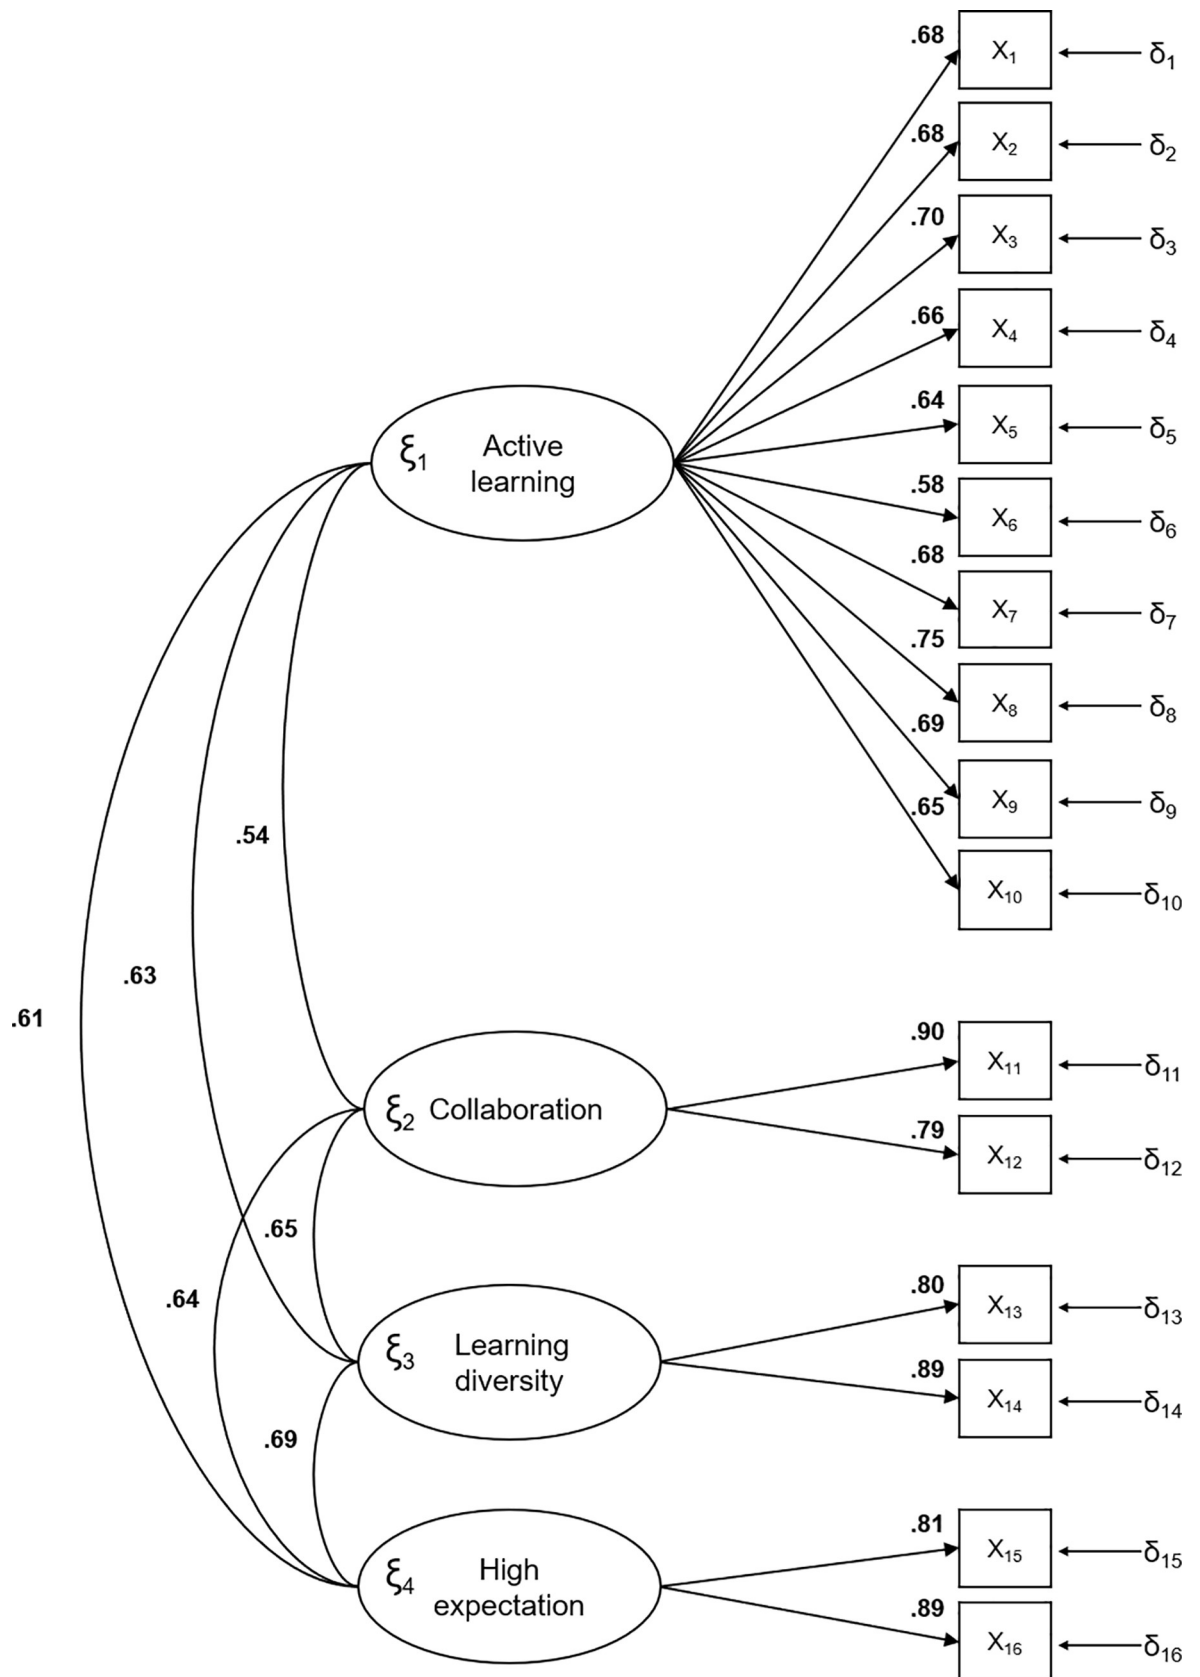 .68 X₁ δ₁
.68 X₂ δ₂
.70 X₃ δ₃
.66 X₄ δ₄
.64 X₅ δ₅
ξ₁ Active
learning
.58 X₆ δ₆
.68 X₇ δ₇
.75 X₈ δ₈
.69 X₉ δ₉
.65 X₁₀ δ₁₀
.54
.63
.61
.90 X₁₁ δ₁₁
ξ₂ Collaboration
.79 X₁₂ δ₁₂
.65
.64
.80 X₁₃ δ₁₃
ξ₃ Learning
diversity
.89 X₁₄ δ₁₄
.69
.81 X₁₅ δ₁₅
ξ₄ High
expectation
.89 X₁₆ δ₁₆